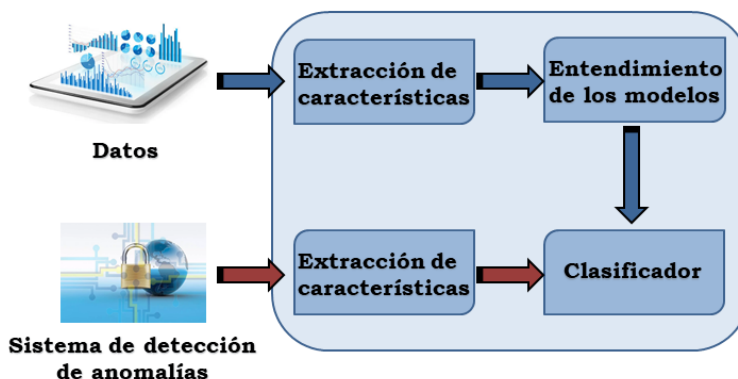 Extracción de
características
Entendimiento
de los modelos
Datos
Extracción de
características
Clasificador
Sistema de detección
de anomalías